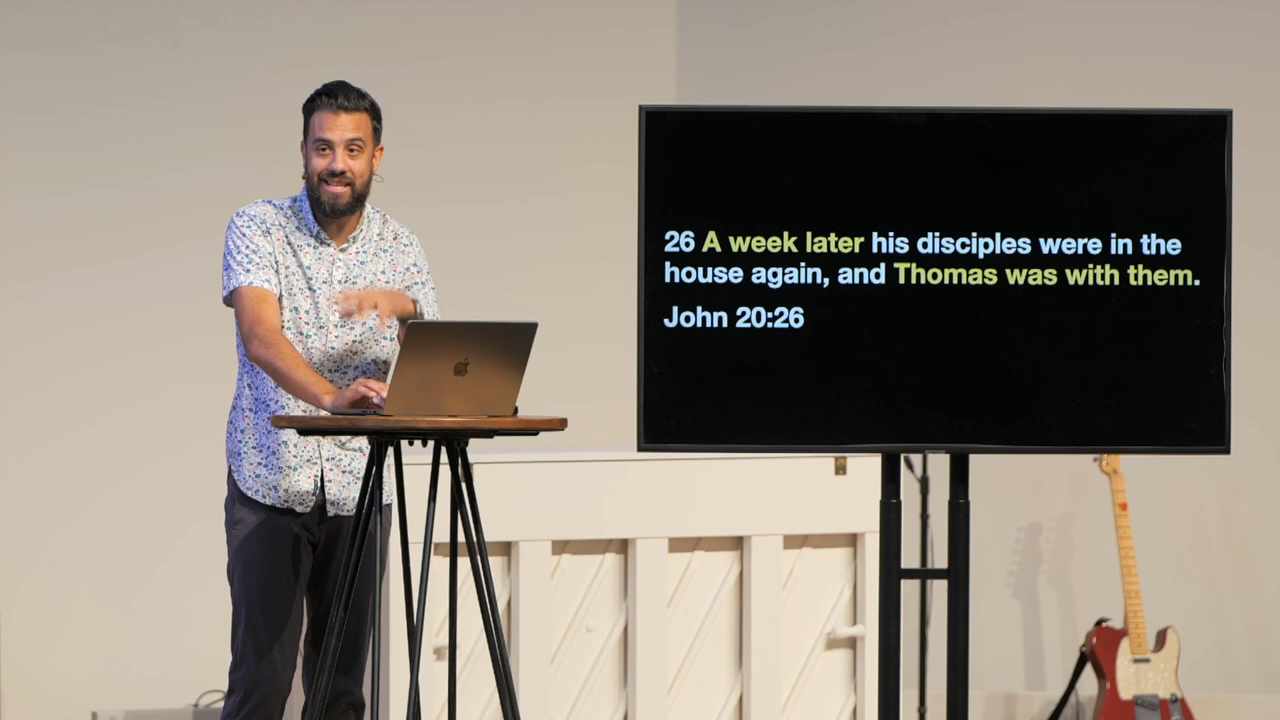 26 A week later his disciples were in the
house again, and Thomas was with them.
John 20:26